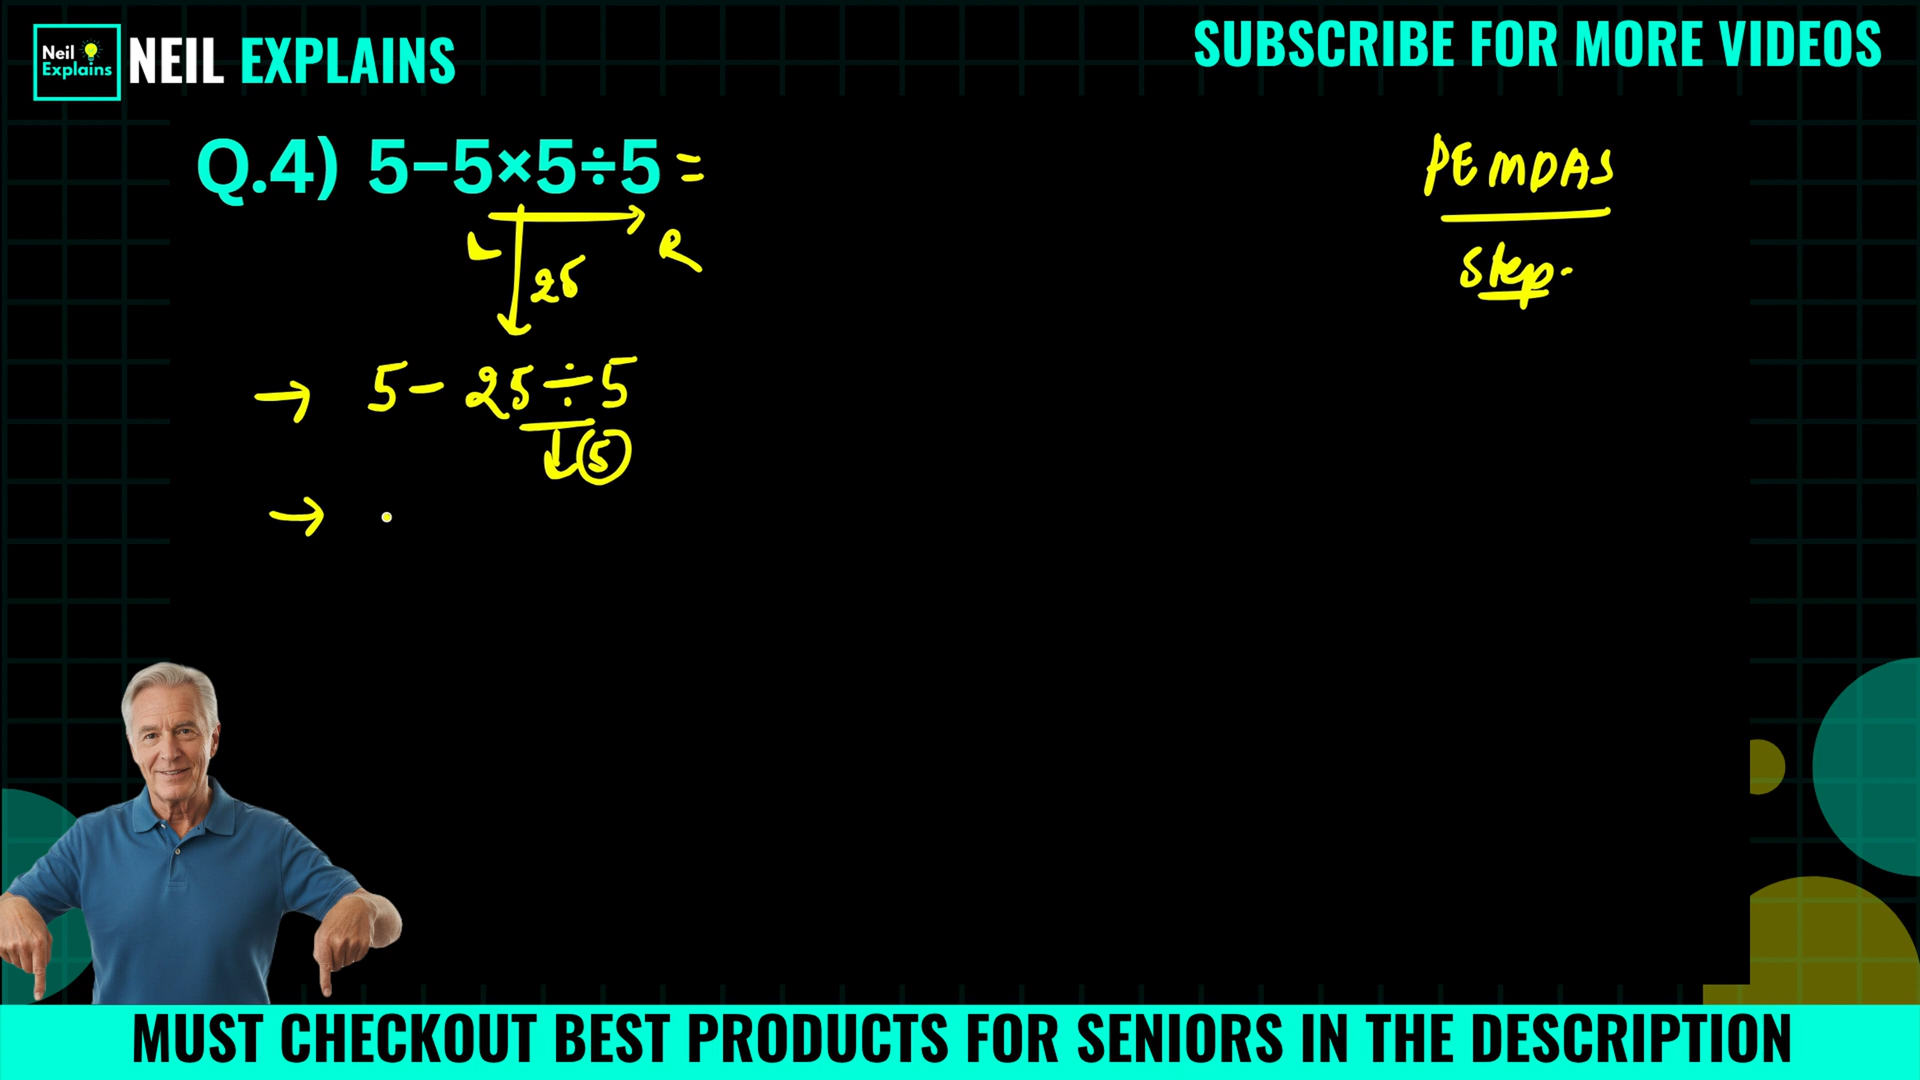 Neil
Explains
NEIL EXPLAINS
SUBSCRIBE FOR MORE VIDEOS
Q.4) 5−5×5÷5 =
PEMDAS
L R
25
Step.
→ 5 - 25 ÷ 5
5
→
MUST CHECKOUT BEST PRODUCTS FOR SENIORS IN THE DESCRIPTION